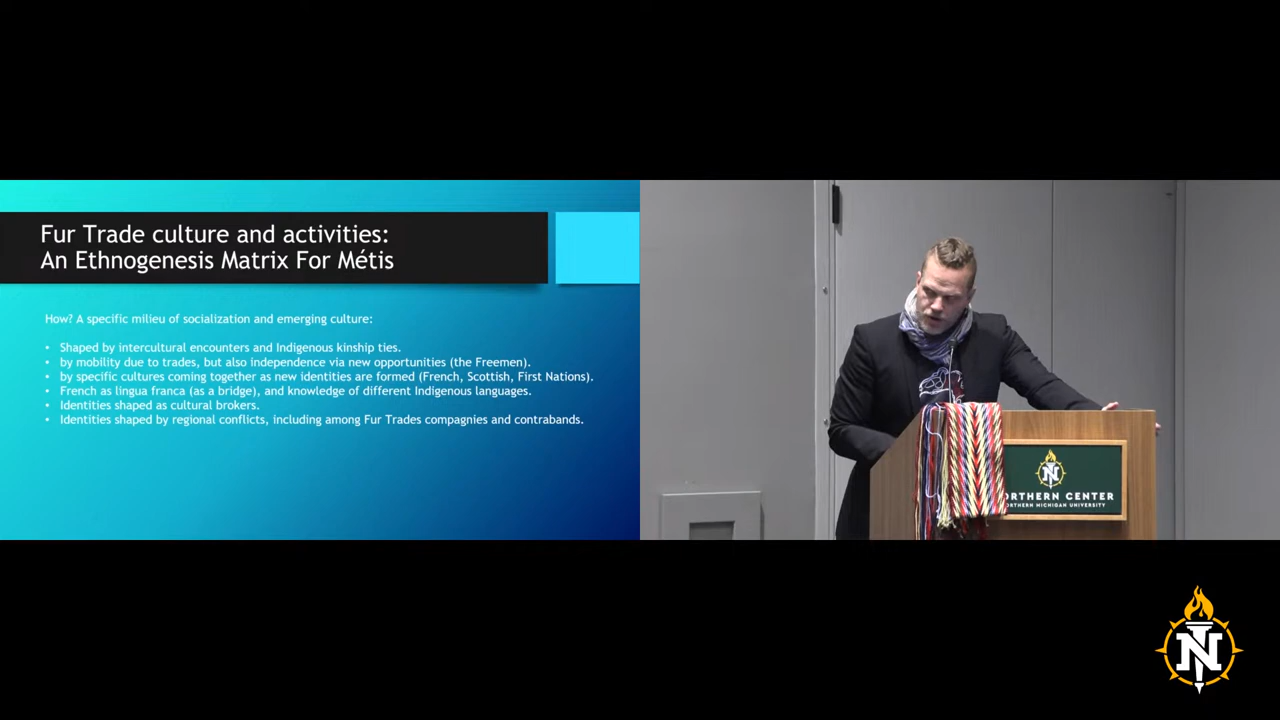 Fur Trade culture and activities:
An Ethnogenesis Matrix For Métis
How? A specific milieu of socialization and emerging culture:
• Shaped by intercultural encounters and Indigenous kinship ties.
• by mobility due to trades, but also independence via new opportunities (the Freemen).
• by specific cultures coming together as new identities are formed (French, Scottish, First Nations).
• French as lingua franca (as a bridge), and knowledge of different Indigenous languages.
• Identities shaped as cultural brokers.
• Identities shaped by regional conflicts, including among Fur Trades compagnies and contrabands.
N
ORTHERN CENTER
ORTHERN MICHIGAN UNIVERSITY
N